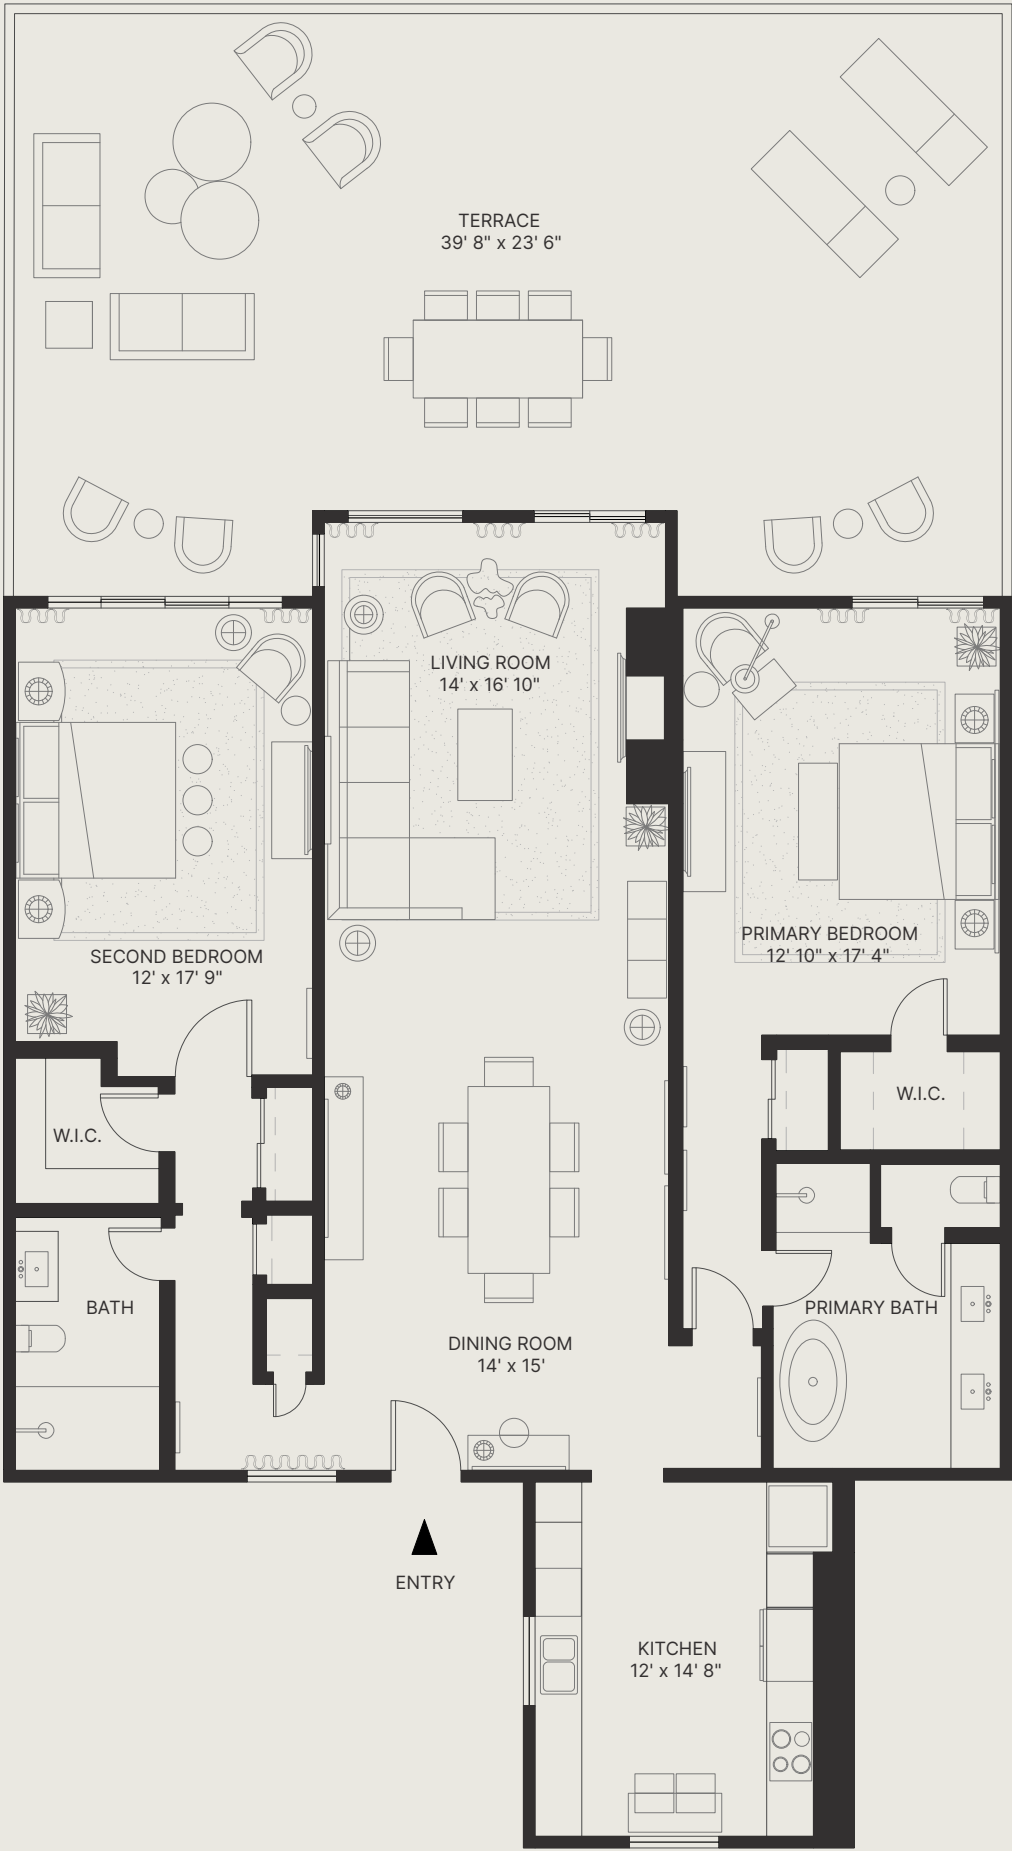 TERRACE
39' 8" x 23' 6"
LIVING ROOM
14' x 16' 10"
PRIMARY BEDROOM
12' 10" x 17' 4"
SECOND BEDROOM
12' x 17' 9"
W.I.C.
W.I.C.
BATH
PRIMARY BATH
DINING ROOM
14' x 15'
ENTRY
KITCHEN
12' x 14' 8"